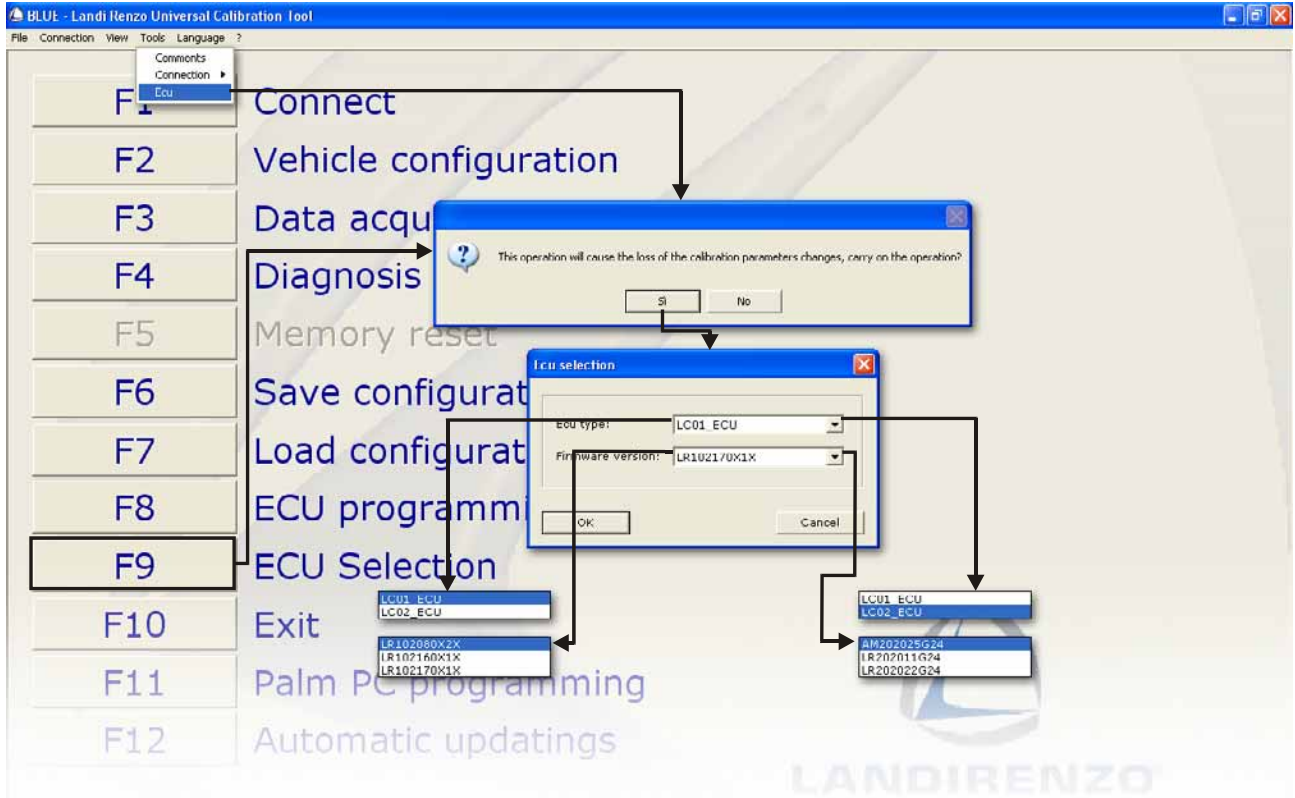 BLUE - Landi Renzo Universal Calibration Tool
File Connection View Tools Language ?
Comments
Connection
Ecu
F1 Connect
F2 Vehicle configuration
F3 Data acqu
F4 Diagnosis
F5 Memory reset
F6 Save configurat
F7 Load configurat
F8 ECU programmi
F9 ECU Selection
F10 Exit
F11 Palm PC programming
F12 Automatic updatings
This operation will cause the loss of the calibration parameters changes, carry on the operation?
Sì No
Ecu selection
Ecu type: LC01_ECU
Firmware version: LR102170X1X
OK Cancel
LC01_ECU
LC02_ECU
LR102080X2X
LR102160X1X
LR102170X1X
LC01_ECU
LC02_ECU
AM202025G24
LR202011G24
LR202022G24
LANDIRENZO